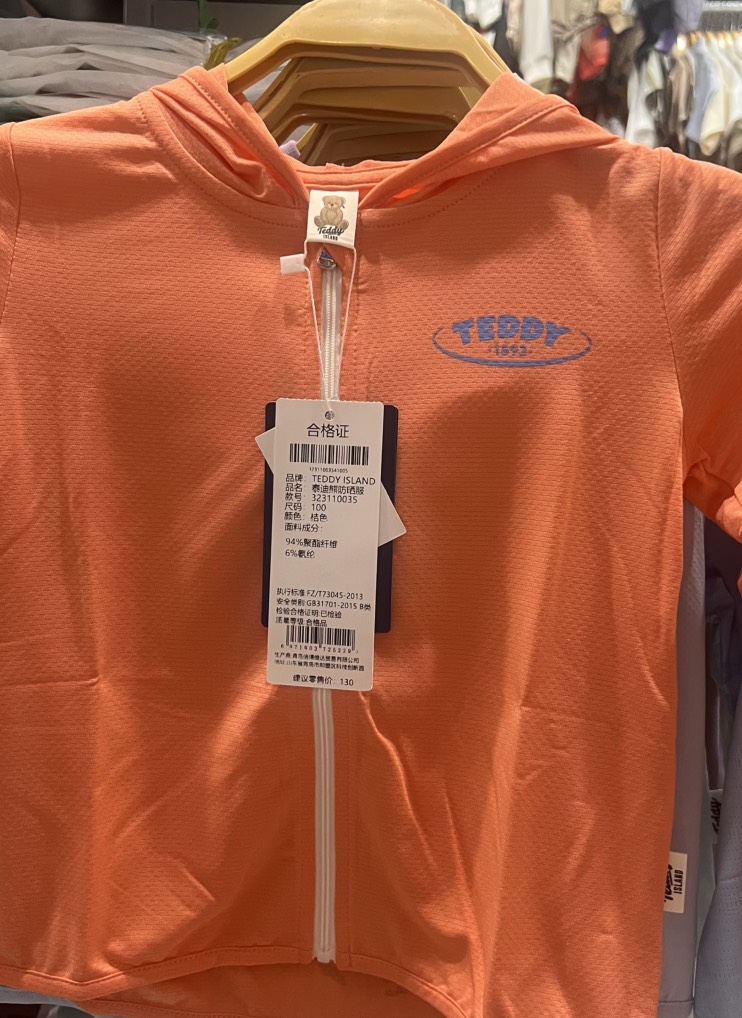 Teddy
ISLAND
TEDDY
·1892·
合格证
品牌: TEDDY ISLAND
品名: 泰迪熊防晒服
款号: 323110035
尺码: 100
颜色: 桔色
面料成分:
94%聚酯纤维
6%氨纶
执行标准:FZ/T73045-2013
安全类别:GB31701-2015 B类
检验合格证明:已检验
质量等级:合格品
建议零售价: 130
Teddy
ISLAND